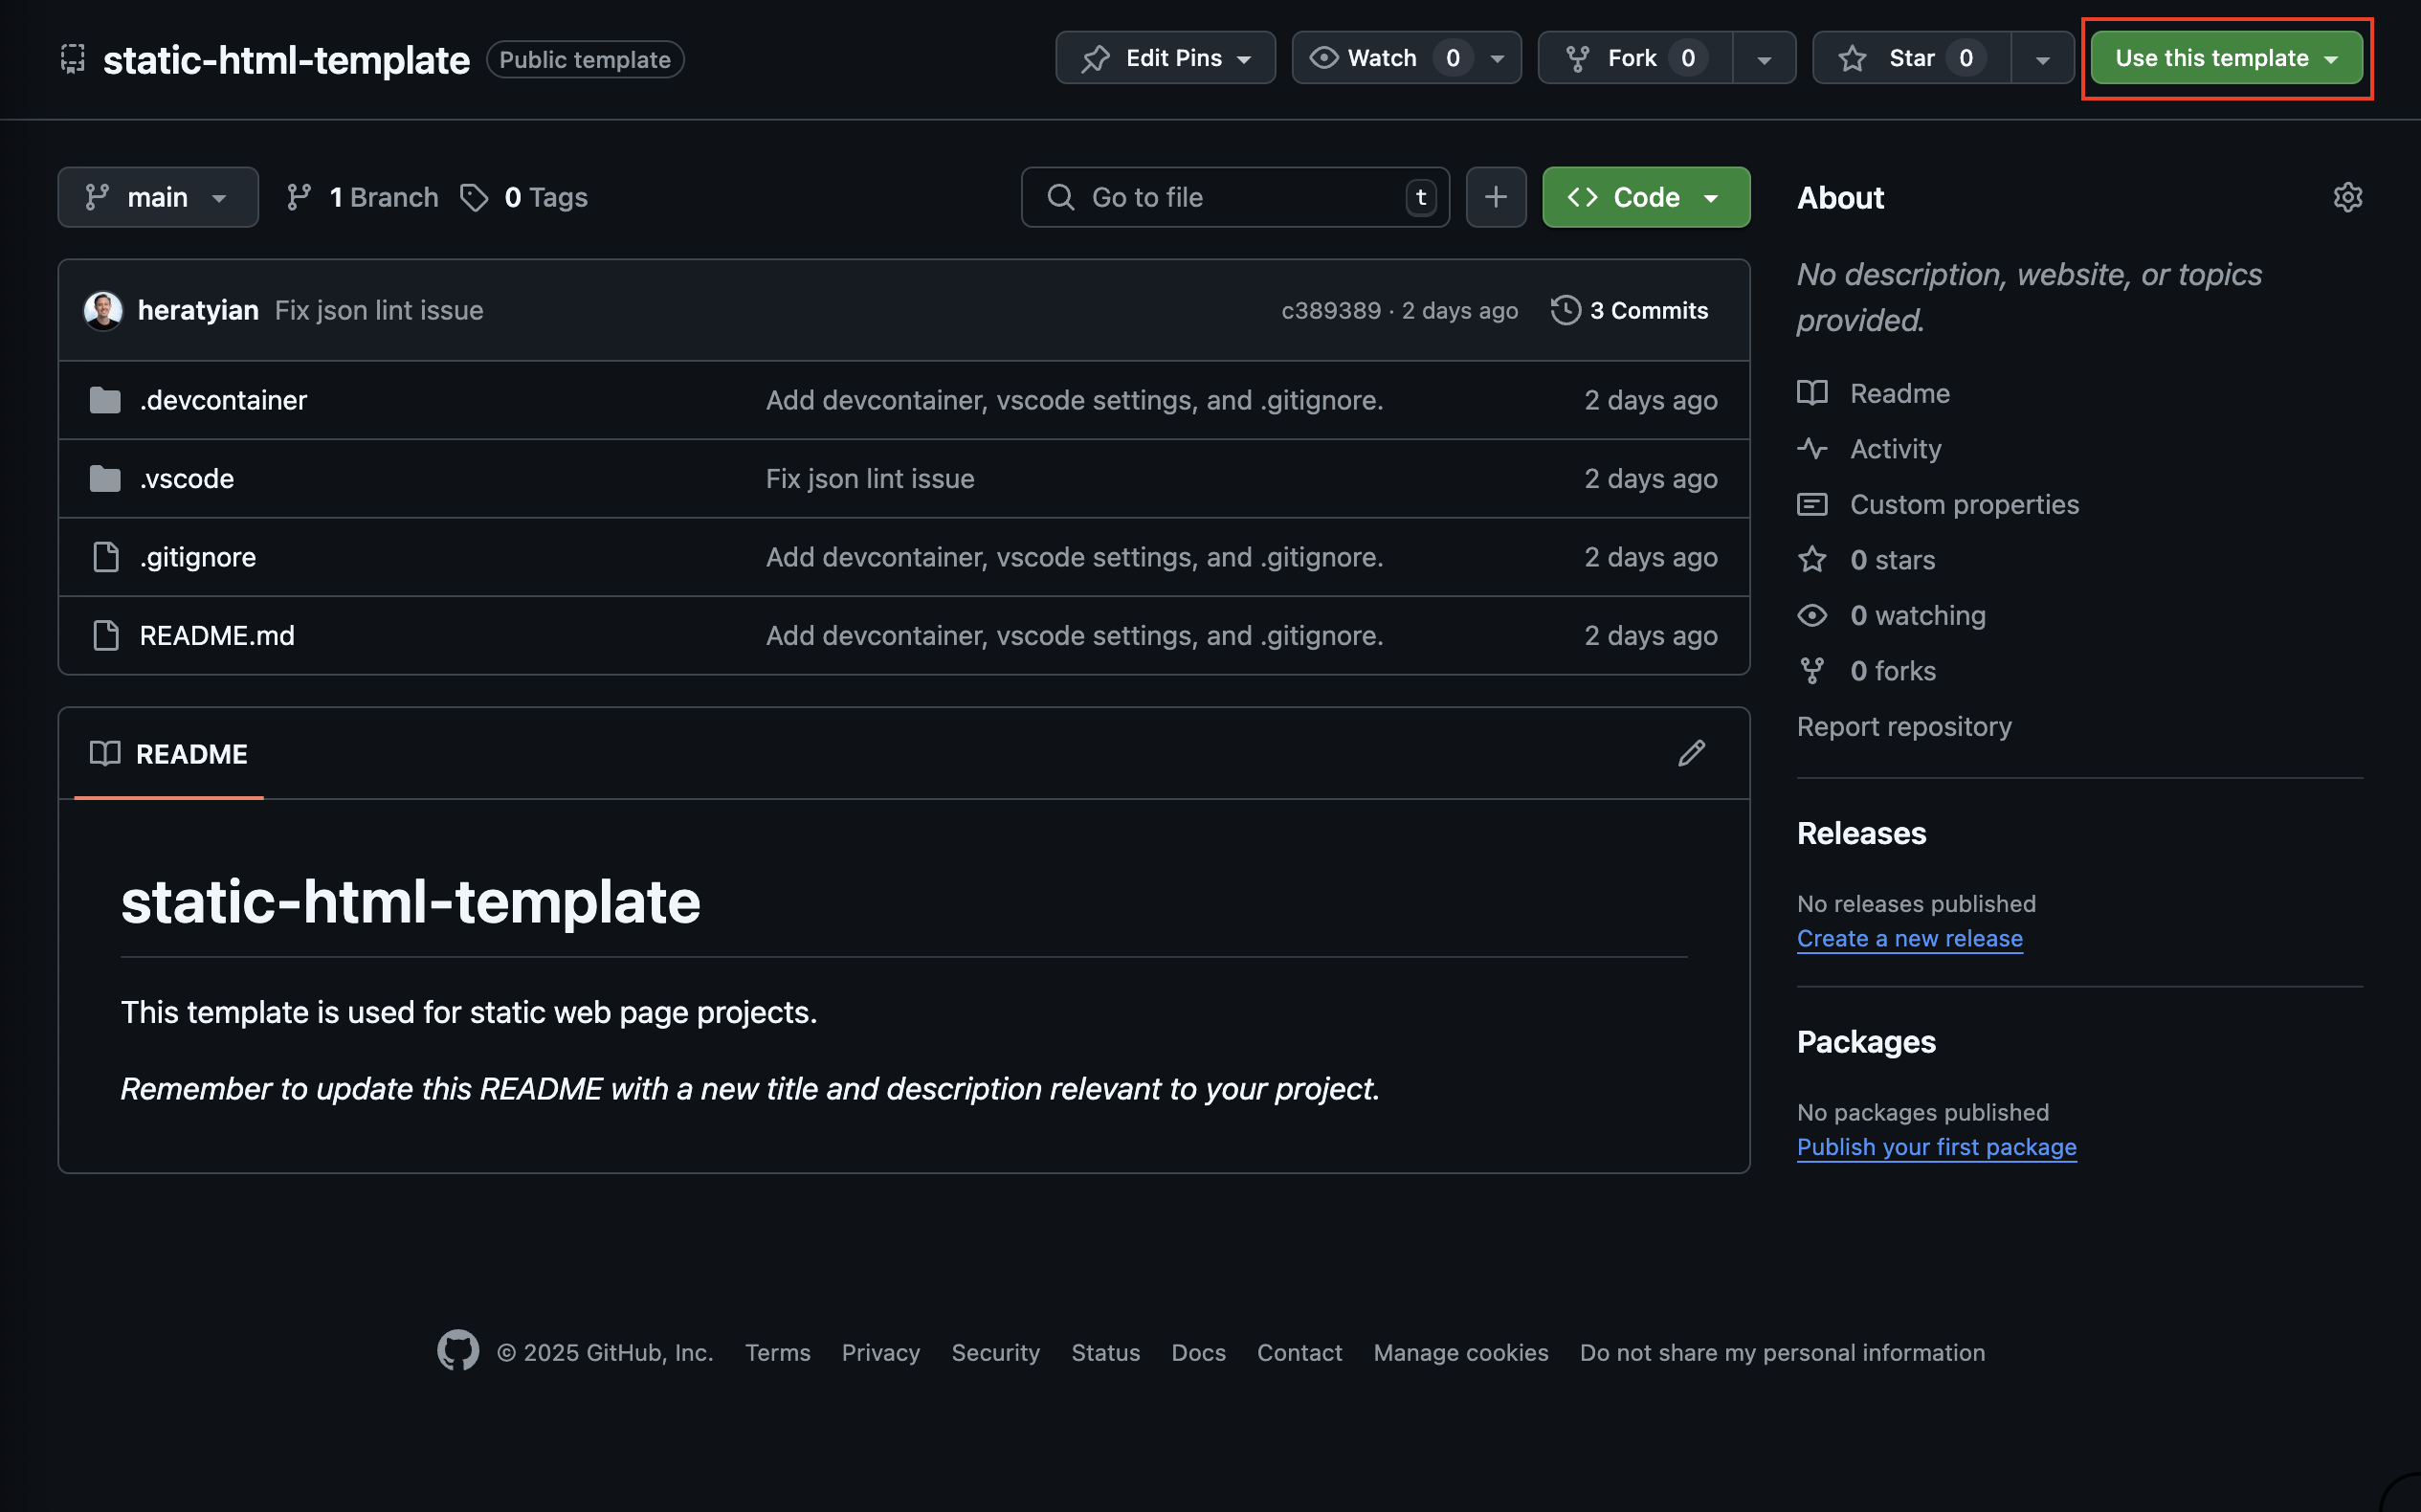 static-html-template Public template Edit Pins Watch 0 Fork 0 Star 0 Use this template
main 1 Branch 0 Tags Go to file t Code
heratyian Fix json lint issue c389389 · 2 days ago 3 Commits
.devcontainer Add devcontainer, vscode settings, and .gitignore. 2 days ago
.vscode Fix json lint issue 2 days ago
.gitignore Add devcontainer, vscode settings, and .gitignore. 2 days ago
README.md Add devcontainer, vscode settings, and .gitignore. 2 days ago
README
static-html-template
This template is used for static web page projects.
Remember to update this README with a new title and description relevant to your project.
About
No description, website, or topics
provided.
Readme
Activity
Custom properties
0 stars
0 watching
0 forks
Report repository
Releases
No releases published
Create a new release
Packages
No packages published
Publish your first package
© 2025 GitHub, Inc. Terms Privacy Security Status Docs Contact Manage cookies Do not share my personal information